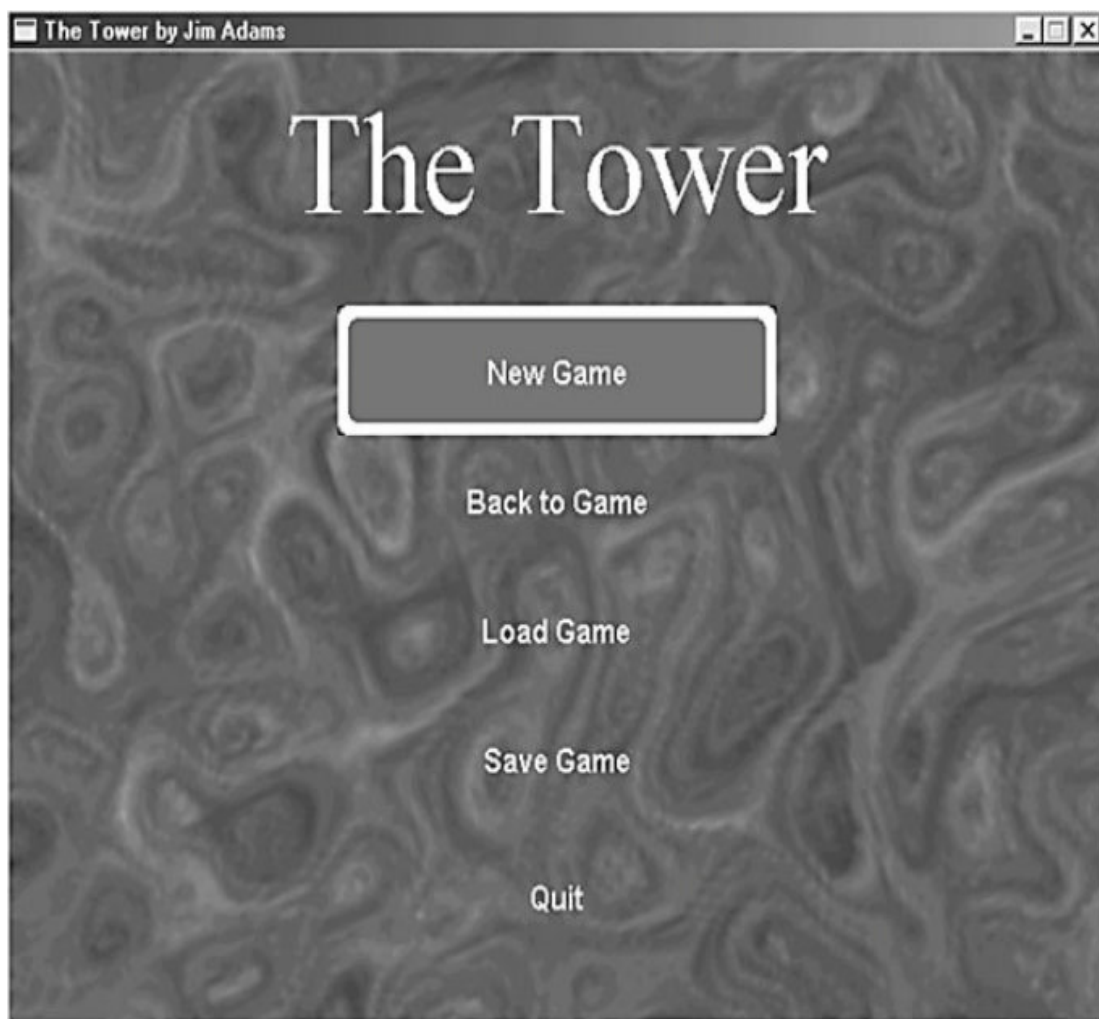 The Tower by Jim Adams
The Tower
New Game
Back to Game
Load Game
Save Game
Quit